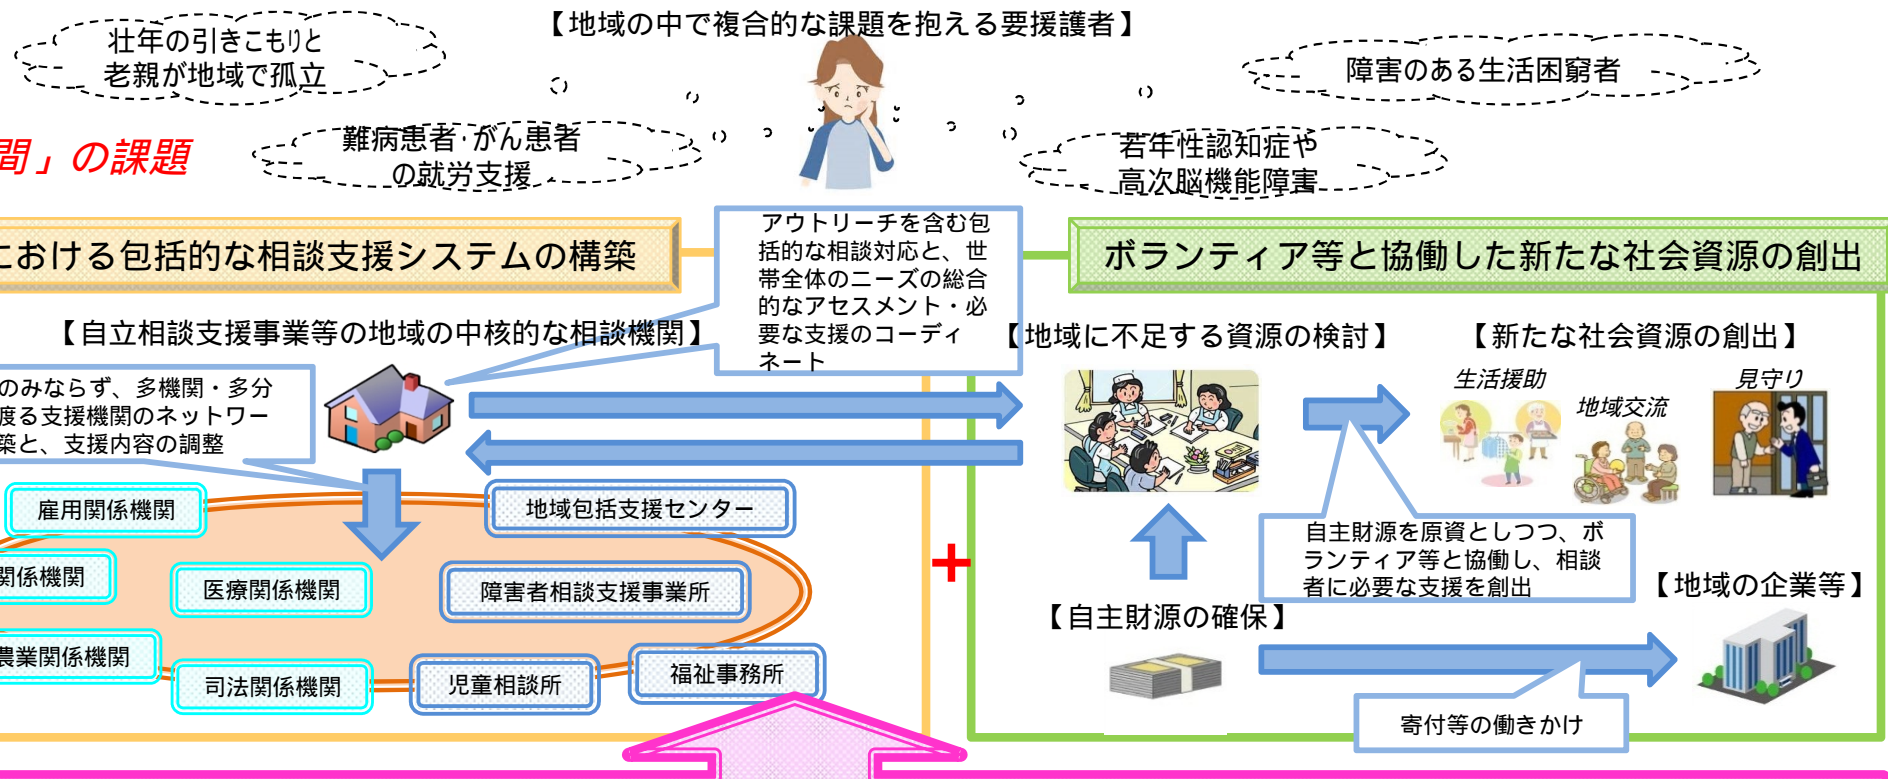 【地域の中で複合的な課題を抱える要援護者】
壮年の引きこもりと
老親が地域で孤立
障害のある生活困窮者
難病患者・がん患者
の就労支援
若年性認知症や
高次脳機能障害
間」の課題
における包括的な相談支援システムの構築
アウトリーチを含む包
括的な相談対応と、世
帯全体のニーズの総合
的なアセスメント・必
要な支援のコーディ
ネート
ボランティア等と協働した新たな社会資源の創出
【自立相談支援事業等の地域の中核的な相談機関】
のみならず、多機関・多分
渡る支援機関のネットワー
築と、支援内容の調整
雇用関係機関
地域包括支援センター
関係機関
医療関係機関
障害者相談支援事業所
農業関係機関
司法関係機関
児童相談所
福祉事務所
+
【地域に不足する資源の検討】
【新たな社会資源の創出】
生活援助
地域交流
見守り
自主財源を原資としつつ、ボ
ランティア等と協働し、相談
者に必要な支援を創出
【自主財源の確保】
【地域の企業等】
寄付等の働きかけ